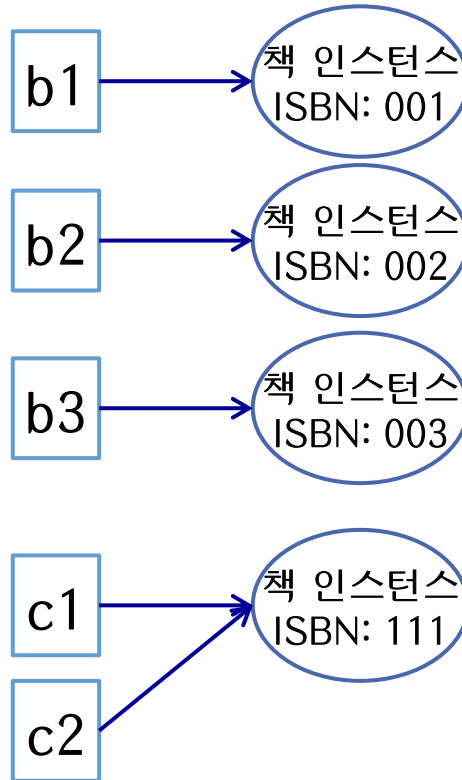 b1
책 인스턴스
ISBN: 001
b2
책 인스턴스
ISBN: 002
b3
책 인스턴스
ISBN: 003
c1
책 인스턴스
ISBN: 111
c2